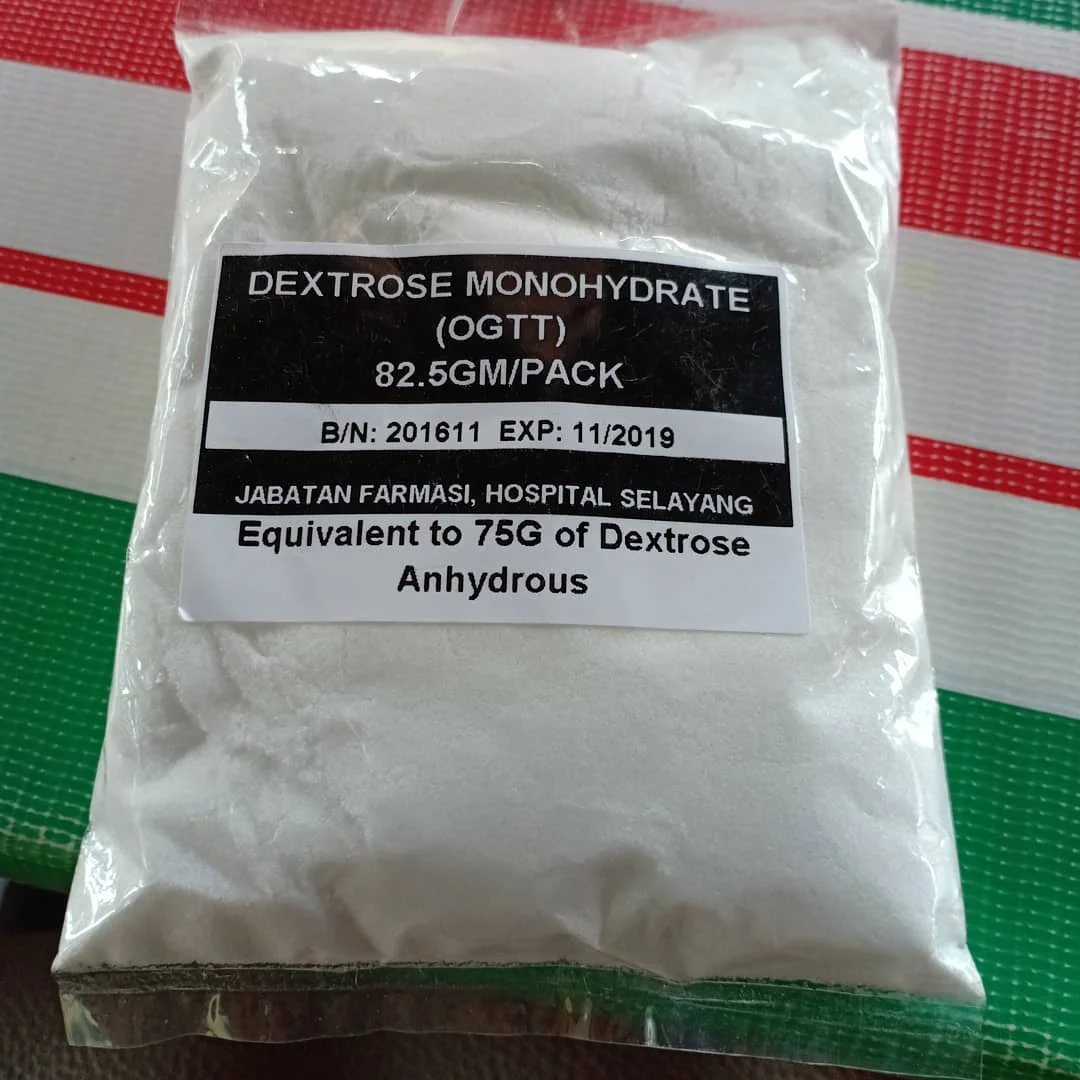 DEXTROSE MONOHYDRATE
(OGTT)
82.5GM/PACK
B/N: 201611 EXP: 11/2019
JABATAN FARMASI, HOSPITAL SELAYANG
Equivalent to 75G of Dextrose
Anhydrous